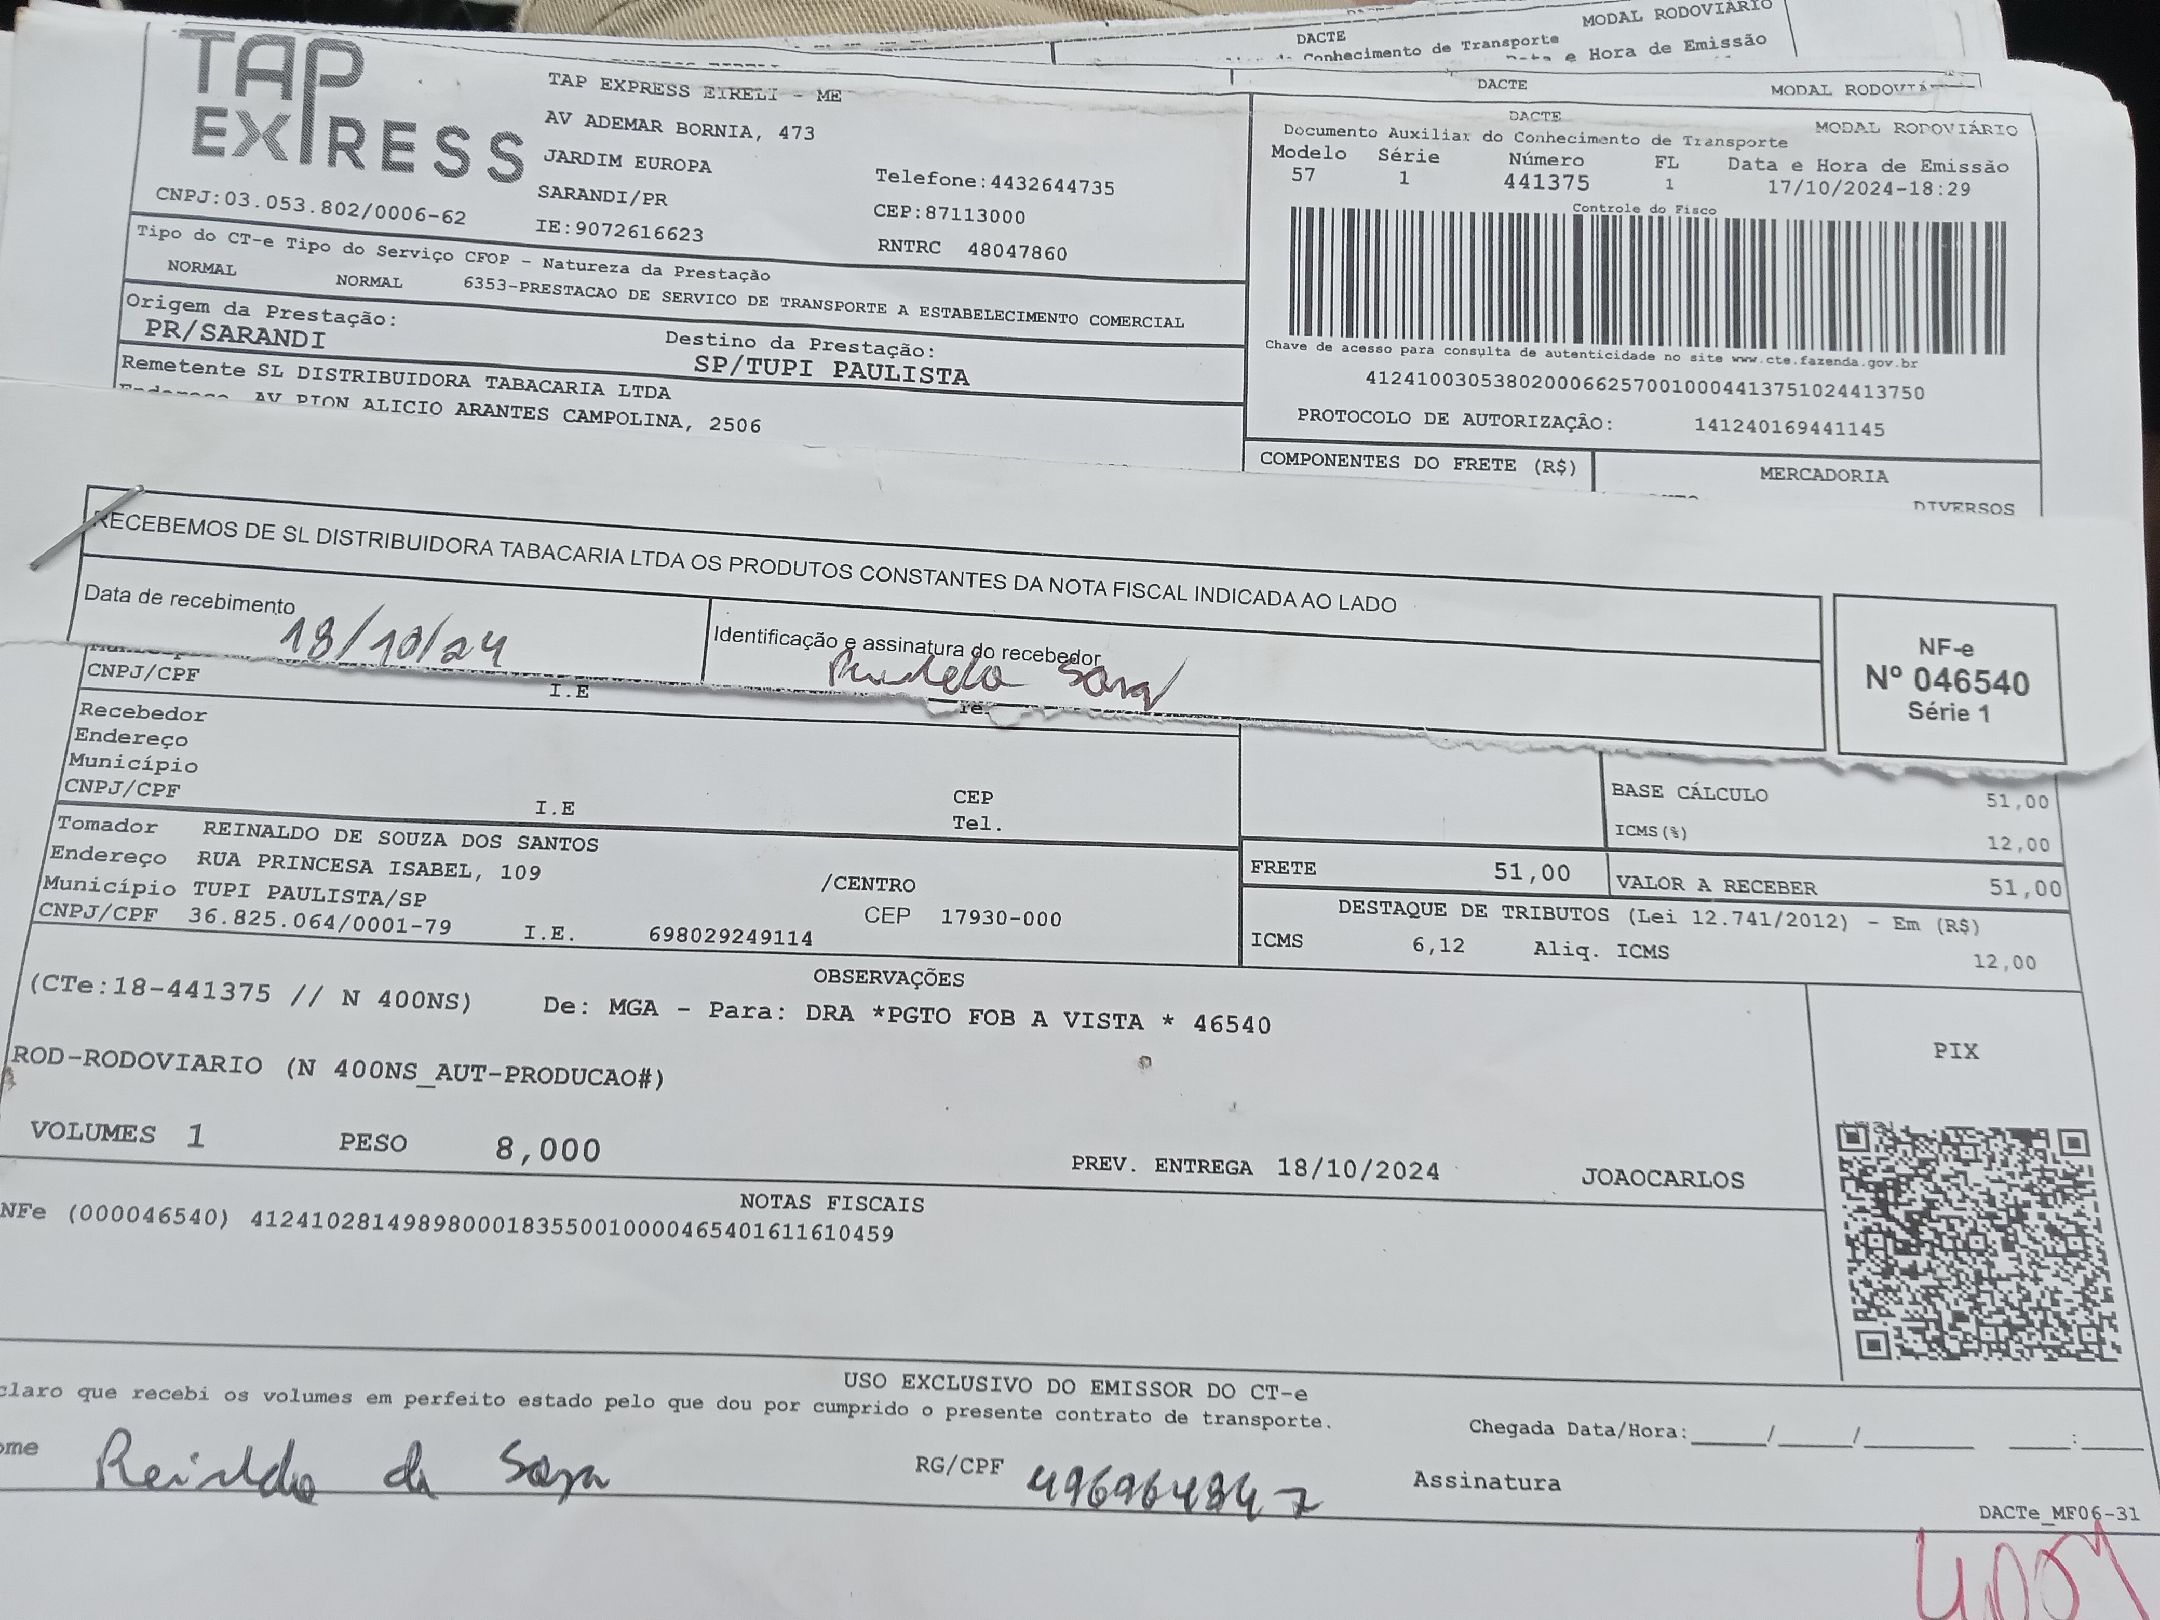 DACTE
MODAL RODOVIÁRIO
Conhecimento de Transporte
e Hora de Emissão
DACTE
TAP EXPRESS
TAP EXPRESS EIRELI - ME
AV ADEMAR BORNIA, 473
JARDIM EUROPA
SARANDI/PR
Telefone:4432644735
CEP:87113000
CNPJ:03.053.802/0006-62
IE:9072616623
RNTRC 48047860
DACTE
MODAL RODOVIÁRIO
Documento Auxiliar do Conhecimento de Transporte
Modelo Série Número FL Data e Hora de Emissão
57 1 441375 1 17/10/2024-18:29
Controle do Fisco
Chave de acesso para consulta de autenticidade no site www.cte.fazenda.gov.br
41241003053802000662570010004413751024413750
PROTOCOLO DE AUTORIZAÇÃO: 141240169441145
Tipo do CT-e Tipo do Serviço CFOP - Natureza da Prestação
NORMAL NORMAL 6353-PRESTACAO DE SERVICO DE TRANSPORTE A ESTABELECIMENTO COMERCIAL
Origem da Prestação: Destino da Prestação:
PR/SARANDI SP/TUPI PAULISTA
Remetente SL DISTRIBUIDORA TABACARIA LTDA
AV PION ALICIO ARANTES CAMPOLINA, 2506
COMPONENTES DO FRETE (R$) MERCADORIA
DIVERSOS
RECEBEMOS DE SL DISTRIBUIDORA TABACARIA LTDA OS PRODUTOS CONSTANTES DA NOTA FISCAL INDICADA AO LADO
Data de recebimento 18/10/24
Identificação e assinatura do recebedor
NF-e
Nº 046540
Série 1
CNPJ/CPF I.E
Recebedor
Endereço
Município CEP
CNPJ/CPF I.E Tel.
BASE CÁLCULO 51,00
ICMS(%) 12,00
Tomador REINALDO DE SOUZA DOS SANTOS
Endereço RUA PRINCESA ISABEL, 109 /CENTRO
Município TUPI PAULISTA/SP CEP 17930-000
CNPJ/CPF 36.825.064/0001-79 I.E. 698029249114
FRETE 51,00 VALOR A RECEBER 51,00
DESTAQUE DE TRIBUTOS (Lei 12.741/2012) - Em (R$)
ICMS 6,12 Aliq. ICMS 12,00
OBSERVAÇÕES
(CTe:18-441375 // N 400NS) De: MGA - Para: DRA *PGTO FOB A VISTA * 46540
ROD-RODOVIARIO (N 400NS_AUT-PRODUCAO#)
PIX
VOLUMES 1 PESO 8,000 PREV. ENTREGA 18/10/2024 JOAOCARLOS
NOTAS FISCAIS
NFe (000046540) 41241028149898000183550010000465401611610459
USO EXCLUSIVO DO EMISSOR DO CT-e
claro que recebi os volumes em perfeito estado pelo que dou por cumprido o presente contrato de transporte.
Chegada Data/Hora:_____/_____/_______ ____:____
ome Reinaldo de Souza RG/CPF Assinatura
DACTe_MF06-31